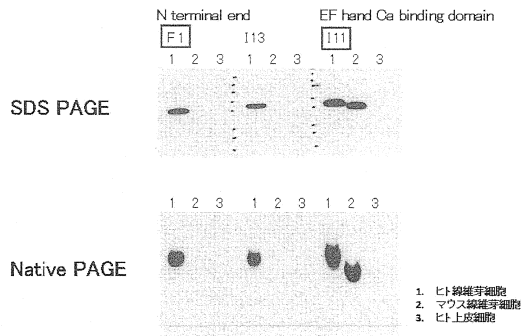 N terminal end EF hand Ca binding domain
F1 I13 I11
1 2 3 1 2 3 1 2 3
SDS PAGE
1 2 3 1 2 3 1 2 3
Native PAGE
1. ヒト線維芽細胞
2. マウス線維芽細胞
3. ヒト上皮細胞